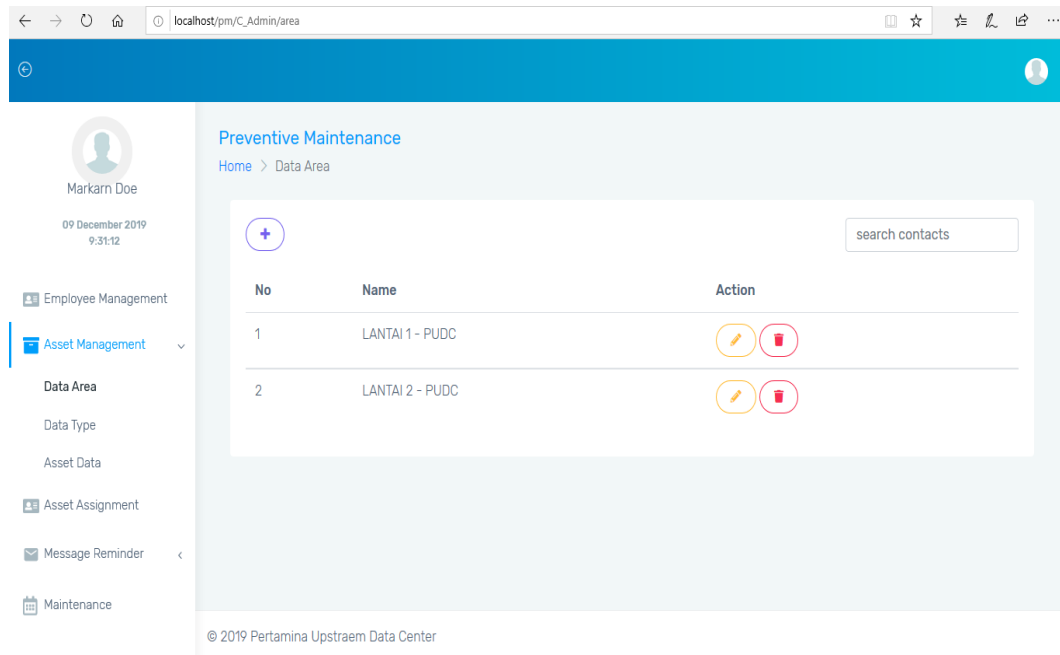 localhost/pm/C_Admin/area
Markarn Doe
09 December 2019
9:31:12
Employee Management
Asset Management
Data Area
Data Type
Asset Data
Asset Assignment
Message Reminder
Maintenance
Preventive Maintenance
Home > Data Area
search contacts
No Name Action
1 LANTAI 1 - PUDC
2 LANTAI 2 - PUDC
© 2019 Pertamina Upstraem Data Center